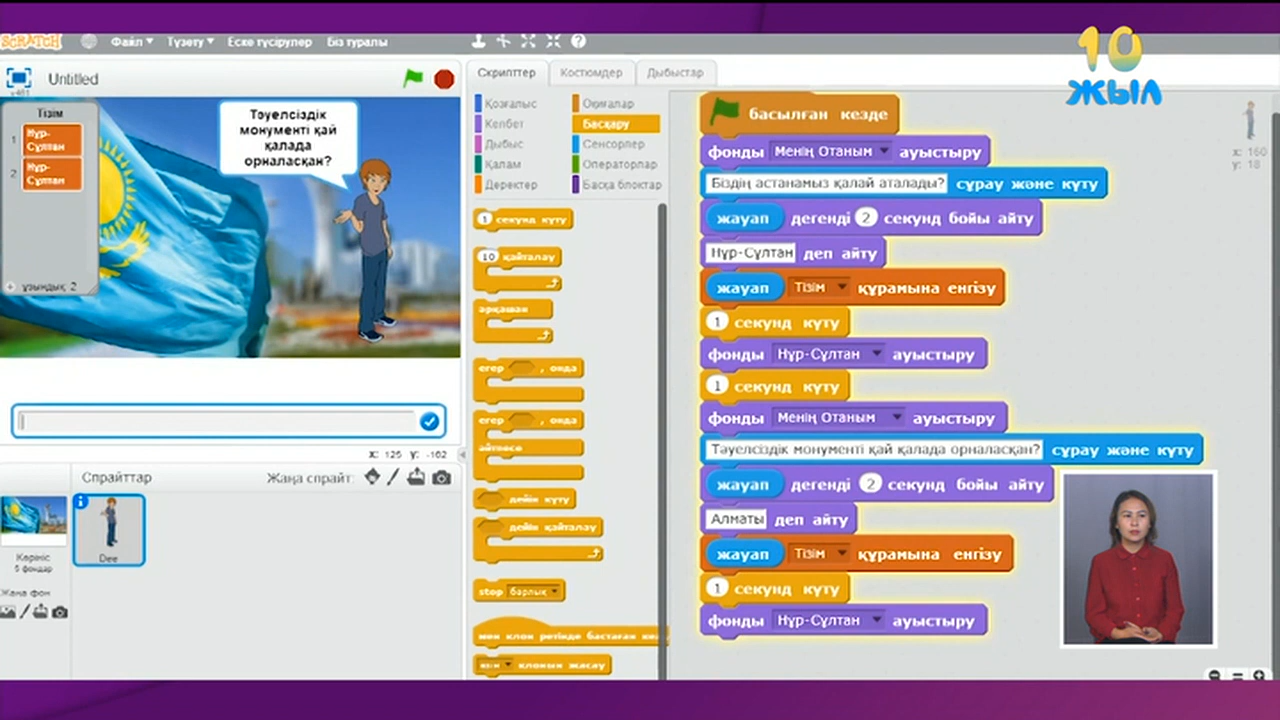 10
ЖЫЛ
SCRATCH
Файл Түзету Еске түсірулер Біз туралы
Untitled
v461
Тізім
1 Нұр-Сұлтан
2 Нұр-Сұлтан
ұзындық: 2
Тәуелсіздік
монументі қай
қалада
орналасқан?
x: 125 y: -162
Спрайттар
Жаңа спрайт:
Көрініс
5 фондар
Жаңа фон
Dee
Скрипттер Костюмдер Дыбыстар
Қозғалыс Оқиғалар
Келбет Басқару
Дыбыс Сенсорлер
Қалам Операторлар
Деректер Басқа блоктар
1 секунд күту
10 қайталау
әрқашан
егер , онда
егер , онда
әйтпесе
дейін күту
дейін қайталау
stop барлық
мен клон ретінде бастаған
клонын жасау
басылған кезде
фонды Менің Отаным ауыстыру
Біздің астанамыз қалай аталады? сұрау және күту
жауап дегенді 2 секунд бойы айту
Нұр-Сұлтан деп айту
жауап Тізім құрамына енгізу
1 секунд күту
фонды Нұр-Сұлтан ауыстыру
1 секунд күту
фонды Менің Отаным ауыстыру
Тәуелсіздік монументі қай қалада орналасқан? сұрау және күту
жауап дегенді 2 секунд бойы айту
Алматы деп айту
жауап Тізім құрамына енгізу
1 секунд күту
фонды Нұр-Сұлтан ауыстыру
x: 160
y: 18